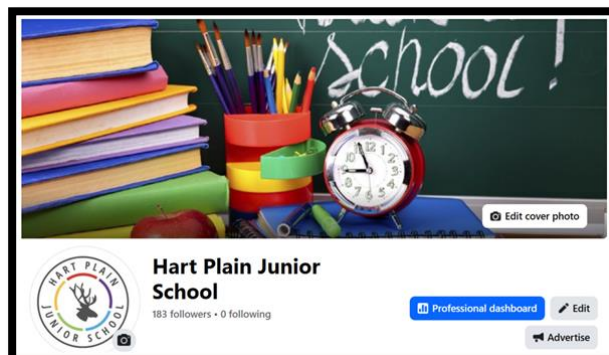 school!
Edit cover photo
HART PLAIN
JUNIOR SCHOOL
Hart Plain Junior
School
183 followers • 0 following
Professional dashboard
Edit
Advertise